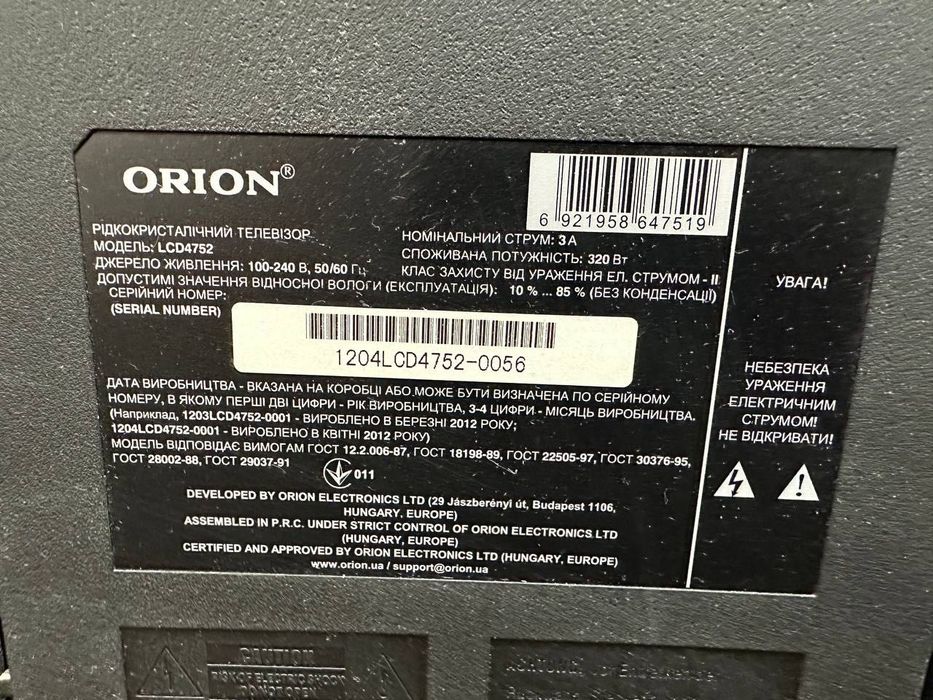 ORION®
6 921958 647519
РІДКОКРИСТАЛІЧНИЙ ТЕЛЕВІЗОР
МОДЕЛЬ: LCD4752
ДЖЕРЕЛО ЖИВЛЕННЯ: 100-240 В, 50/60 Гц
НОМІНАЛЬНИЙ СТРУМ: 3 А
СПОЖИВАНА ПОТУЖНІСТЬ: 320 Вт
КЛАС ЗАХИСТУ ВІД УРАЖЕННЯ ЕЛ. СТРУМОМ - II
ДОПУСТИМІ ЗНАЧЕННЯ ВІДНОСНОЇ ВОЛОГИ (ЕКСПЛУАТАЦІЯ): 10 % ... 85 % (БЕЗ КОНДЕНСАЦІЇ)
СЕРІЙНИЙ НОМЕР:
(SERIAL NUMBER)
1204LCD4752-0056
ДАТА ВИРОБНИЦТВА - ВКАЗАНА НА КОРОБЦІ АБО МОЖЕ БУТИ ВИЗНАЧЕНА ПО СЕРІЙНОМУ
НОМЕРУ, В ЯКОМУ ПЕРШІ ДВІ ЦИФРИ - РІК ВИРОБНИЦТВА, 3-4 ЦИФРИ - МІСЯЦЬ ВИРОБНИЦТВА.
(Наприклад, 1203LCD4752-0001 - ВИРОБЛЕНО В БЕРЕЗНІ 2012 РОКУ;
1204LCD4752-0001 - ВИРОБЛЕНО В КВІТНІ 2012 РОКУ)
МОДЕЛЬ ВІДПОВІДАЄ ВИМОГАМ ГОСТ 12.2.006-87, ГОСТ 18198-89, ГОСТ 22505-97, ГОСТ 30376-95,
ГОСТ 28002-88, ГОСТ 29037-91
011
DEVELOPED BY ORION ELECTRONICS LTD (29 Jászberényi út, Budapest 1106,
HUNGARY, EUROPE)
ASSEMBLED IN P.R.C. UNDER STRICT CONTROL OF ORION ELECTRONICS LTD
(HUNGARY, EUROPE)
CERTIFIED AND APPROVED BY ORION ELECTRONICS LTD (HUNGARY, EUROPE)
www.orion.ua / support@orion.ua
УВАГА!
НЕБЕЗПЕКА
УРАЖЕННЯ
ЕЛЕКТРИЧНИМ
СТРУМОМ!
НЕ ВІДКРИВАТИ!
CAUTION
RISK OF ELECTRIC SHOCK
DO NOT OPEN